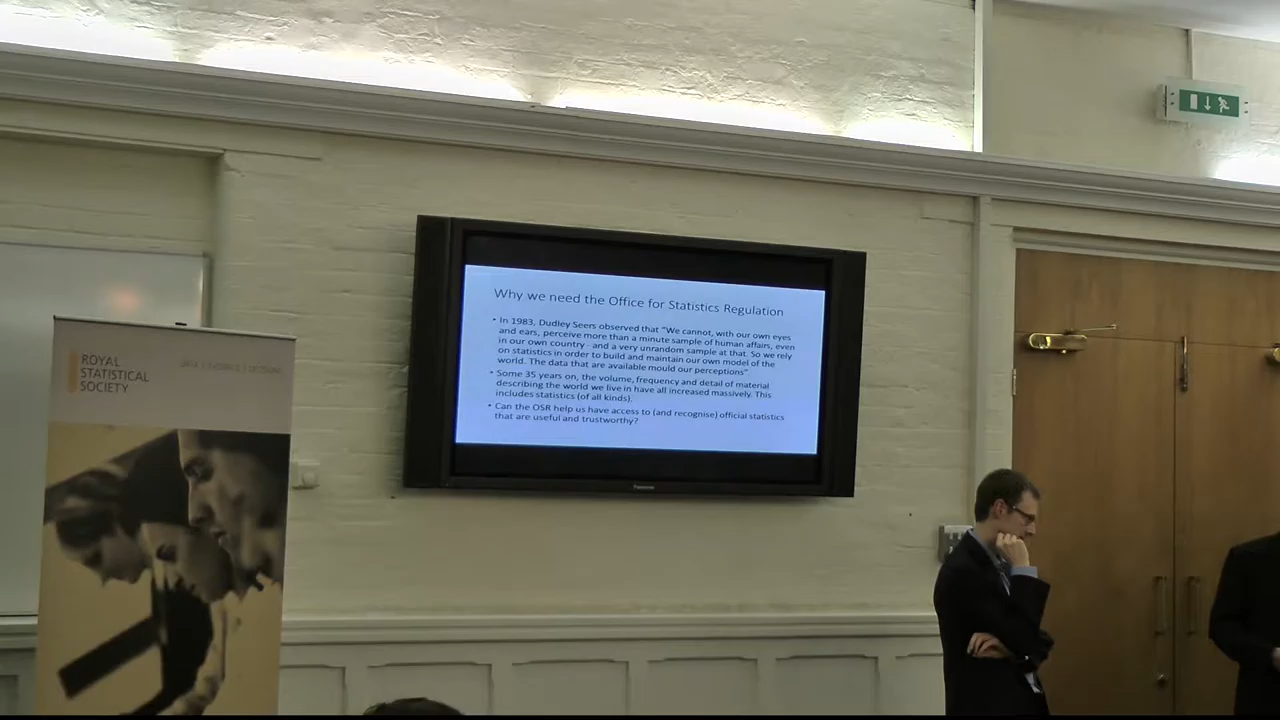 Why we need the Office for Statistics Regulation
• In 1983, Dudley Seers observed that "We cannot, with our own eyes
and ears, perceive more than a minute sample of human affairs, even
in our own country - and a very unrandom sample at that. So we rely
on statistics in order to build and maintain our own model of the
world. The data that are available mould our perceptions"
• Some 35 years on, the volume, frequency and detail of material
describing the world we live in have all increased massively. This
includes statistics (of all kinds).
• Can the OSR help us have access to (and recognise) official statistics
that are useful and trustworthy?
Panasonic
ROYAL
STATISTICAL
SOCIETY
DATA | EVIDENCE | DECISIONS